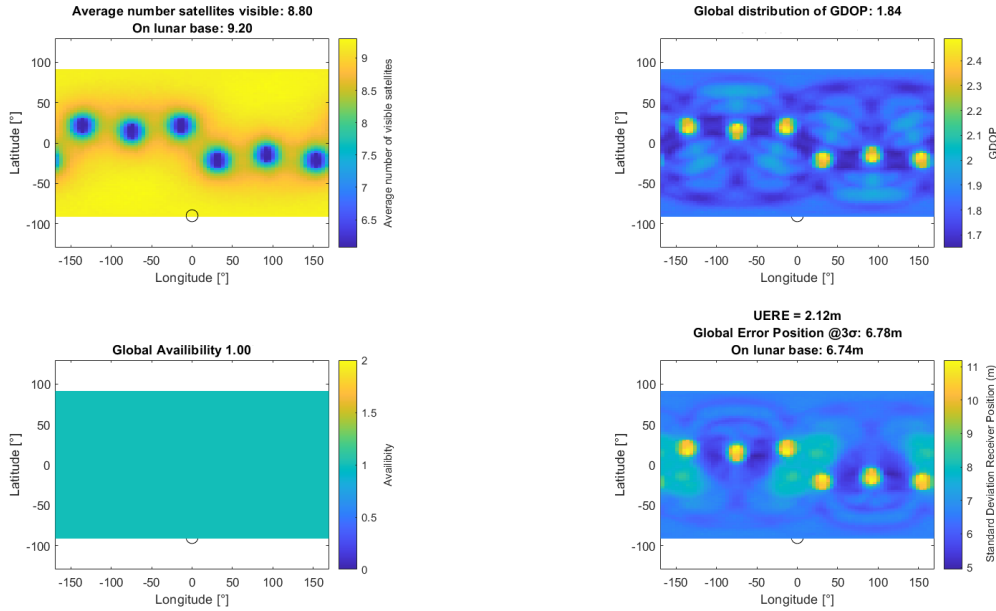 Average number satellites visible: 8.80
On lunar base: 9.20
100
50
0
-50
-100
Latitude [°]
-150 -100 -50 0 50 100 150
Longitude [°]
9
8.5
8
7.5
7
6.5
Average number of visible satellites
Global distribution of GDOP: 1.84
100
50
0
-50
-100
Latitude [°]
-150 -100 -50 0 50 100 150
Longitude [°]
2.4
2.3
2.2
2.1
2
1.9
1.8
1.7
GDOP
Global Availibility 1.00
100
50
0
-50
-100
Latitude [°]
-150 -100 -50 0 50 100 150
Longitude [°]
2
1.5
1
0.5
0
Availibty
UERE = 2.12m
Global Error Position @3σ: 6.78m
On lunar base: 6.74m
100
50
0
-50
-100
Latitude [°]
-150 -100 -50 0 50 100 150
Longitude [°]
11
10
9
8
7
6
5
Standard Deviation Receiver Position (m)